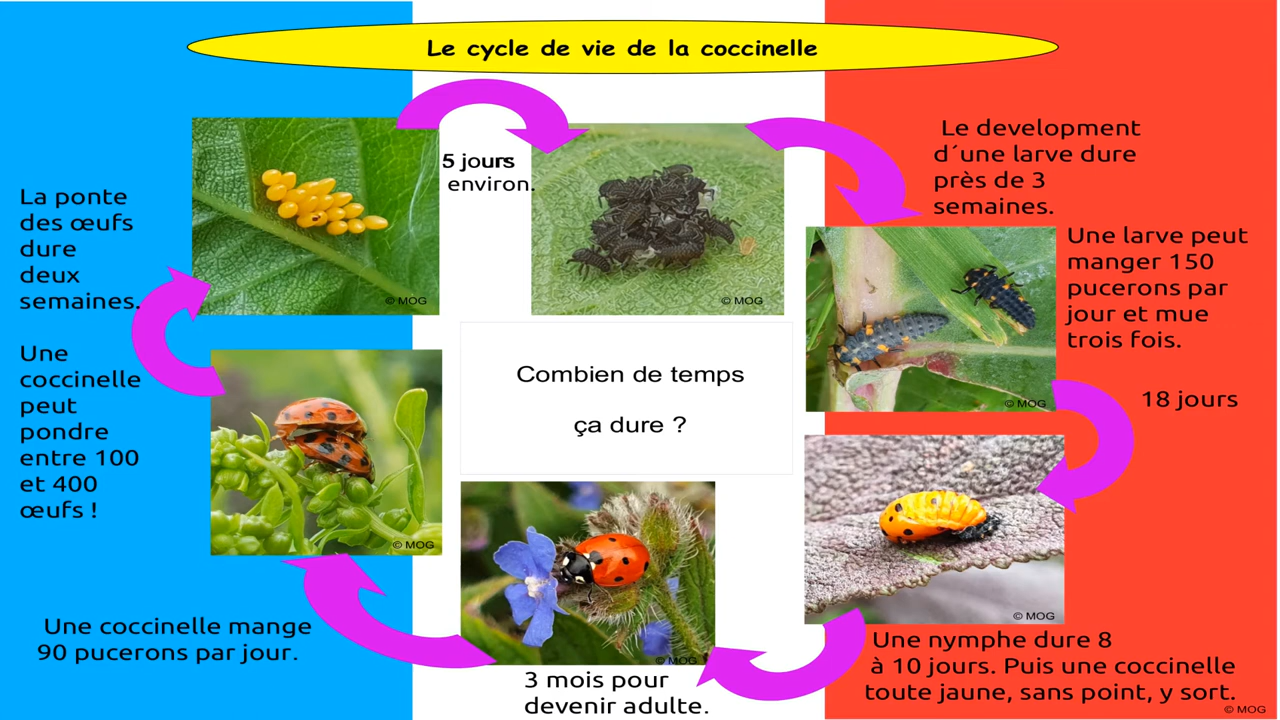 Le cycle de vie de la coccinelle
5 jours
environ.
Le development
d´une larve dure
près de 3
semaines.
La ponte
des œufs
dure
deux
semaines.
Une larve peut
manger 150
pucerons par
jour et mue
trois fois.
© MOG
© MOG
Une
coccinelle
peut
pondre
entre 100
et 400
œufs !
Combien de temps
ça dure ?
18 jours
© MOG
© MOG
© MOG
Une coccinelle mange
90 pucerons par jour.
© MOG
Une nymphe dure 8
à 10 jours. Puis une coccinelle
toute jaune, sans point, y sort.
3 mois pour
devenir adulte.
© MOG